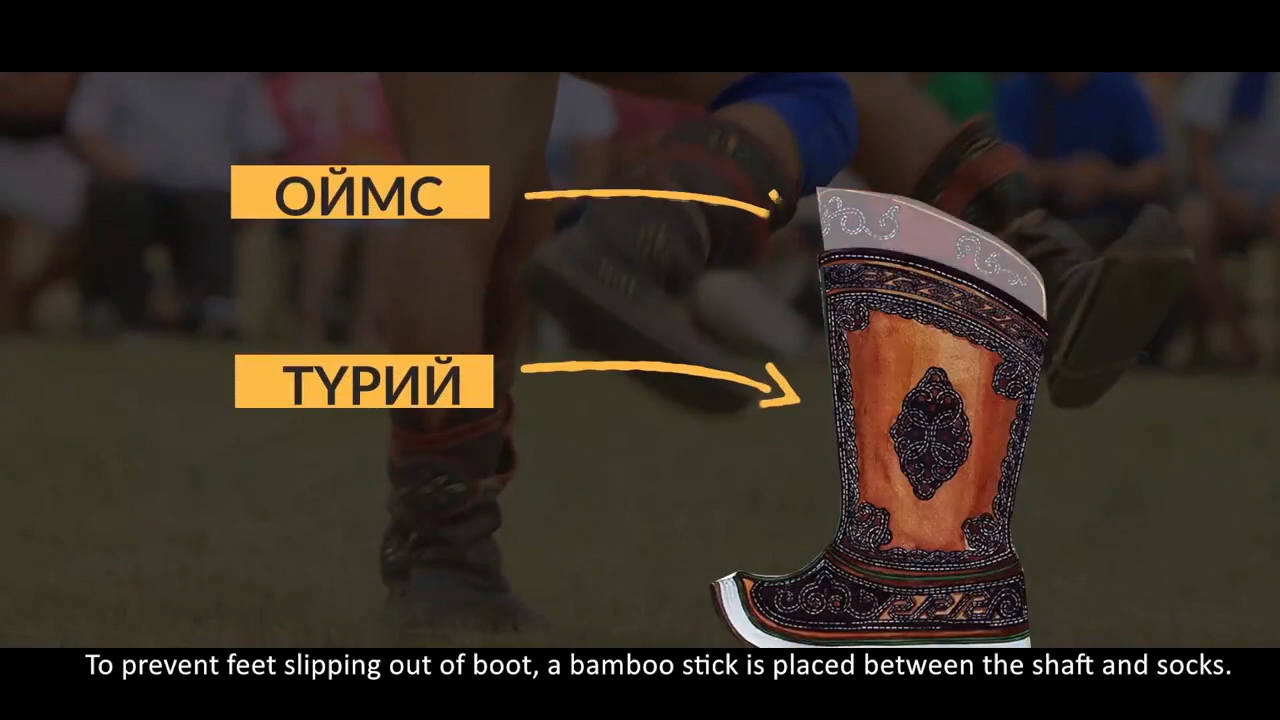 ОЙМС
ТҮРИЙ
To prevent feet slipping out of boot, a bamboo stick is placed between the shaft and socks.